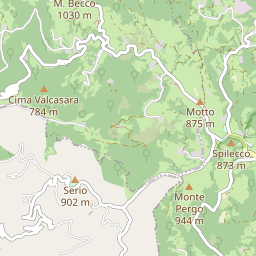 M. Becco
1030 m
Cima Valcasara
784 m
Motto
875 m
Spilecco
873 m
Serio
902 m
Monte
Pergo
944 m